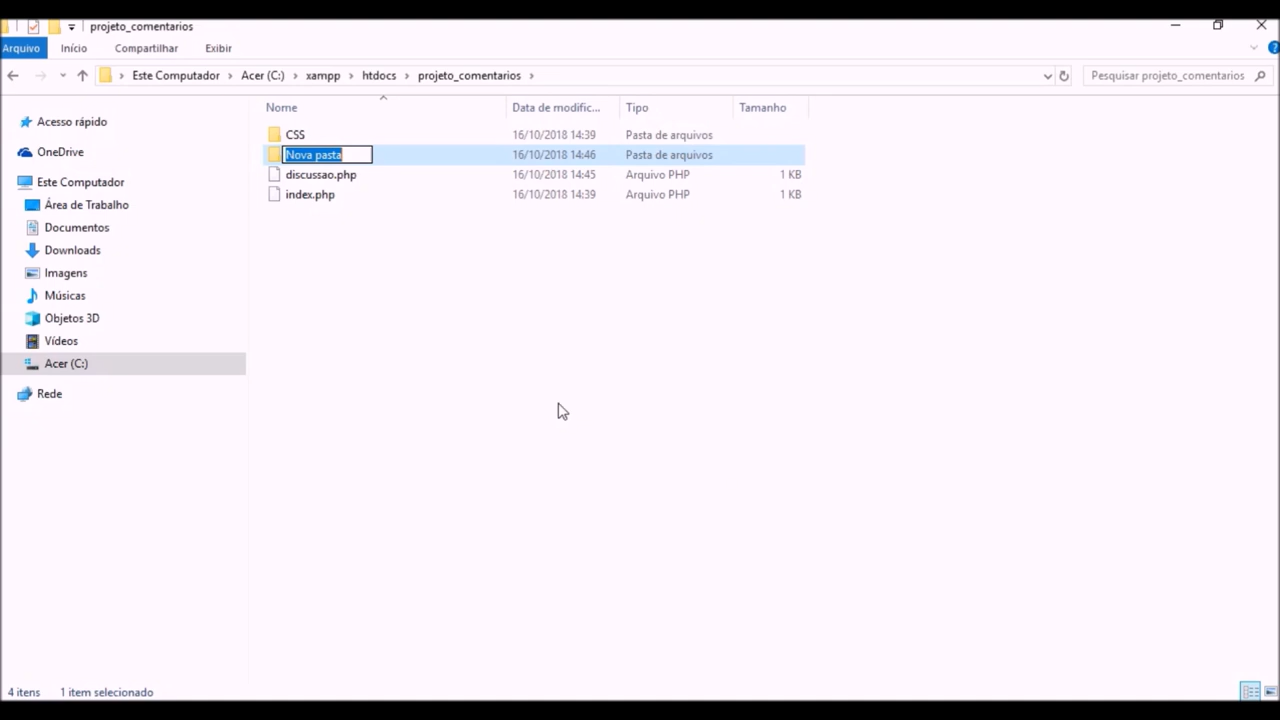 projeto_comentarios
Arquivo Início Compartilhar Exibir
Este Computador Acer (C:) xampp htdocs projeto_comentarios Pesquisar projeto_comentarios
Nome Data de modific... Tipo Tamanho
Acesso rápido
OneDrive
Este Computador
Área de Trabalho
Documentos
Downloads
Imagens
Músicas
Objetos 3D
Vídeos
Acer (C:)
Rede
CSS 16/10/2018 14:39 Pasta de arquivos
Nova pasta 16/10/2018 14:46 Pasta de arquivos
discussao.php 16/10/2018 14:45 Arquivo PHP 1 KB
index.php 16/10/2018 14:39 Arquivo PHP 1 KB
4 itens 1 item selecionado